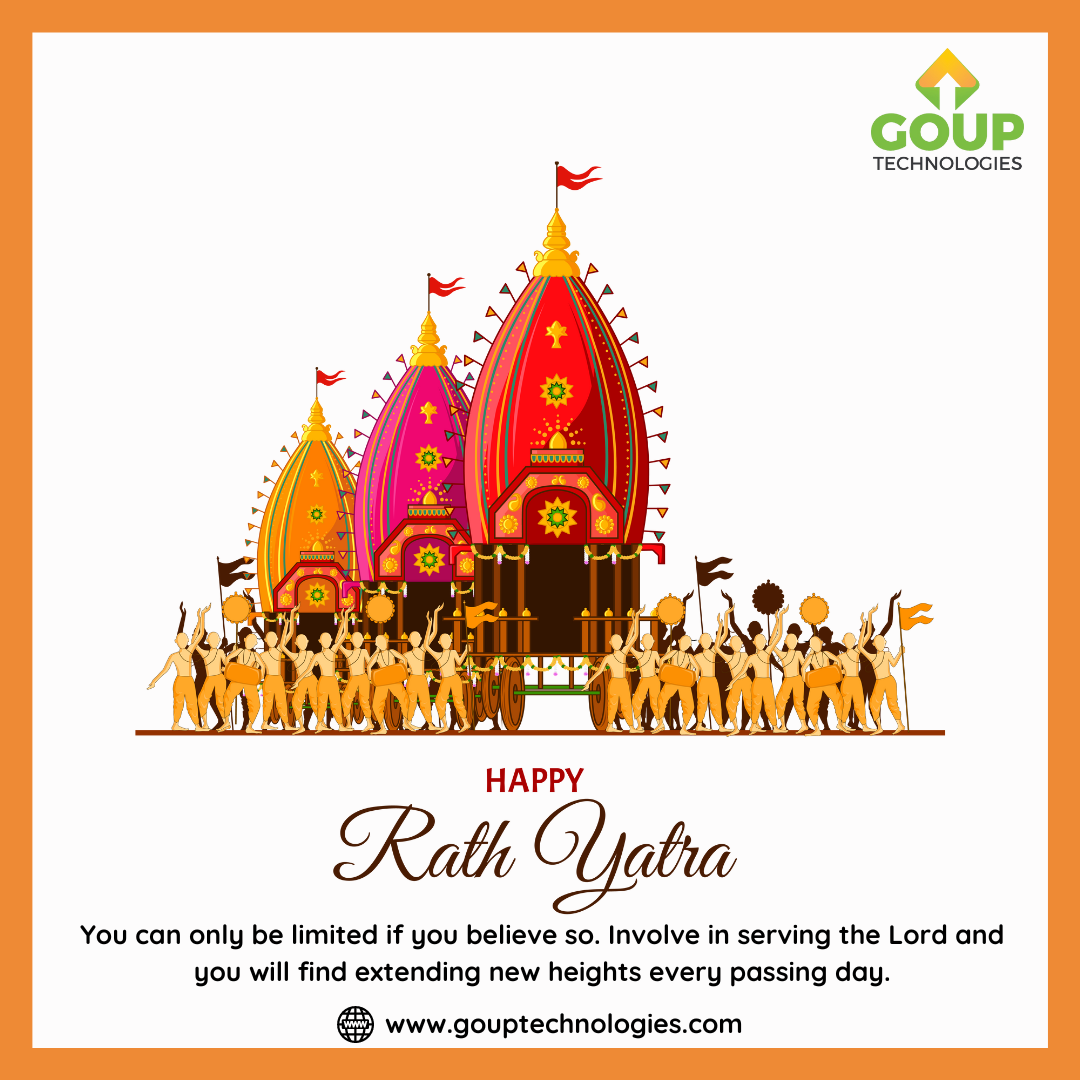 GOUP
TECHNOLOGIES
HAPPY
Rath Yatra
You can only be limited if you believe so. Involve in serving the Lord and
you will find extending new heights every passing day.
www
www.gouptechnologies.com